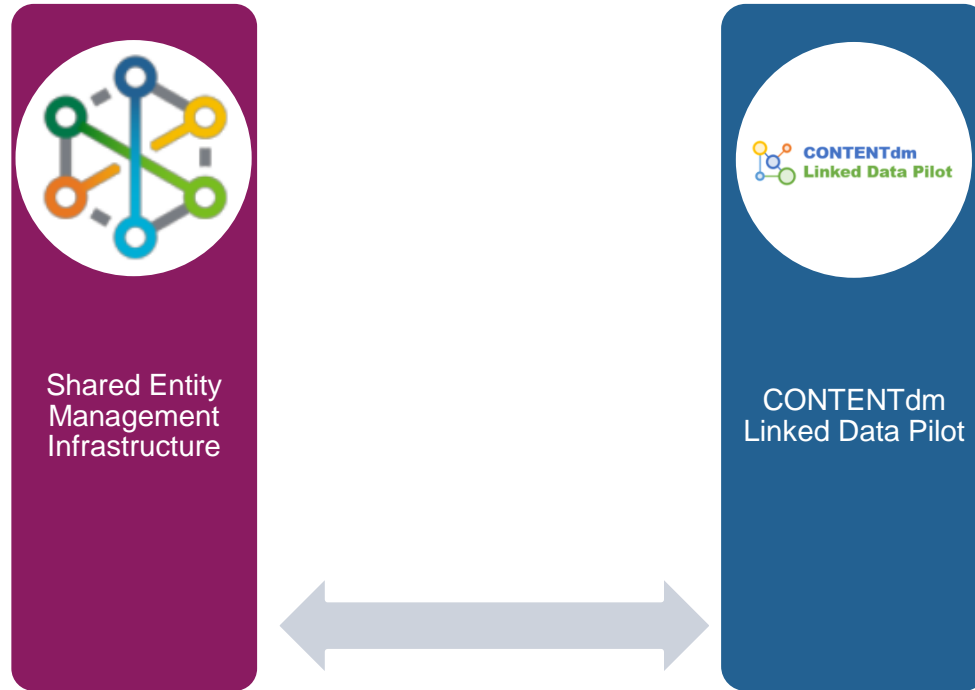 Shared Entity
Management
Infrastructure
CONTENTdm
Linked Data Pilot
CONTENTdm
Linked Data Pilot